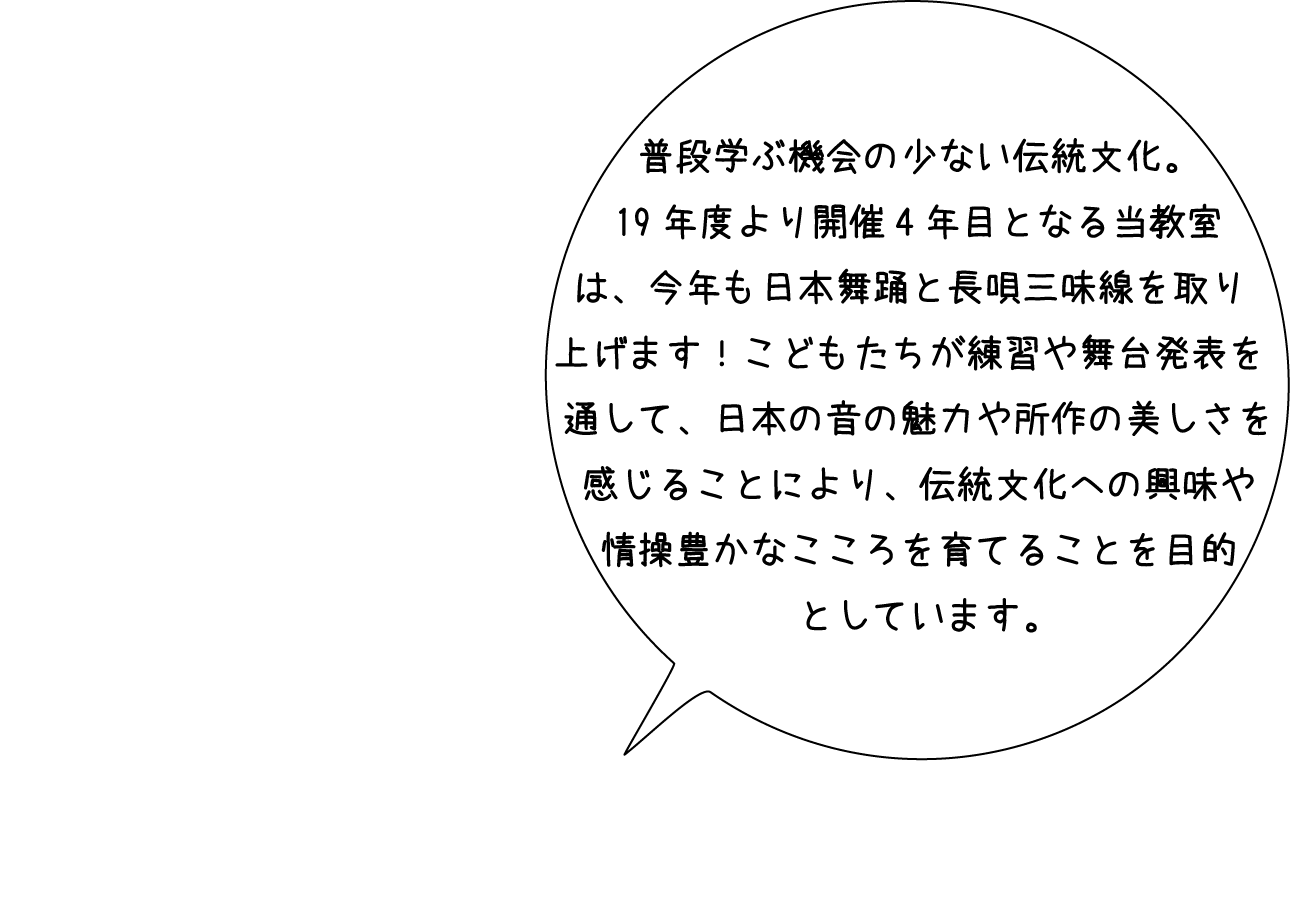 普段学ぶ機会の少ない伝統文化。
19 年度より開催 4 年目となる当教室
は、今年も日本舞踊と長唄三味線を取り
上げます！こどもたちが練習や舞台発表を
通して、日本の音の魅力や所作の美しさを
感じることにより、伝統文化への興味や
情操豊かなこころを育てることを目的
としています。